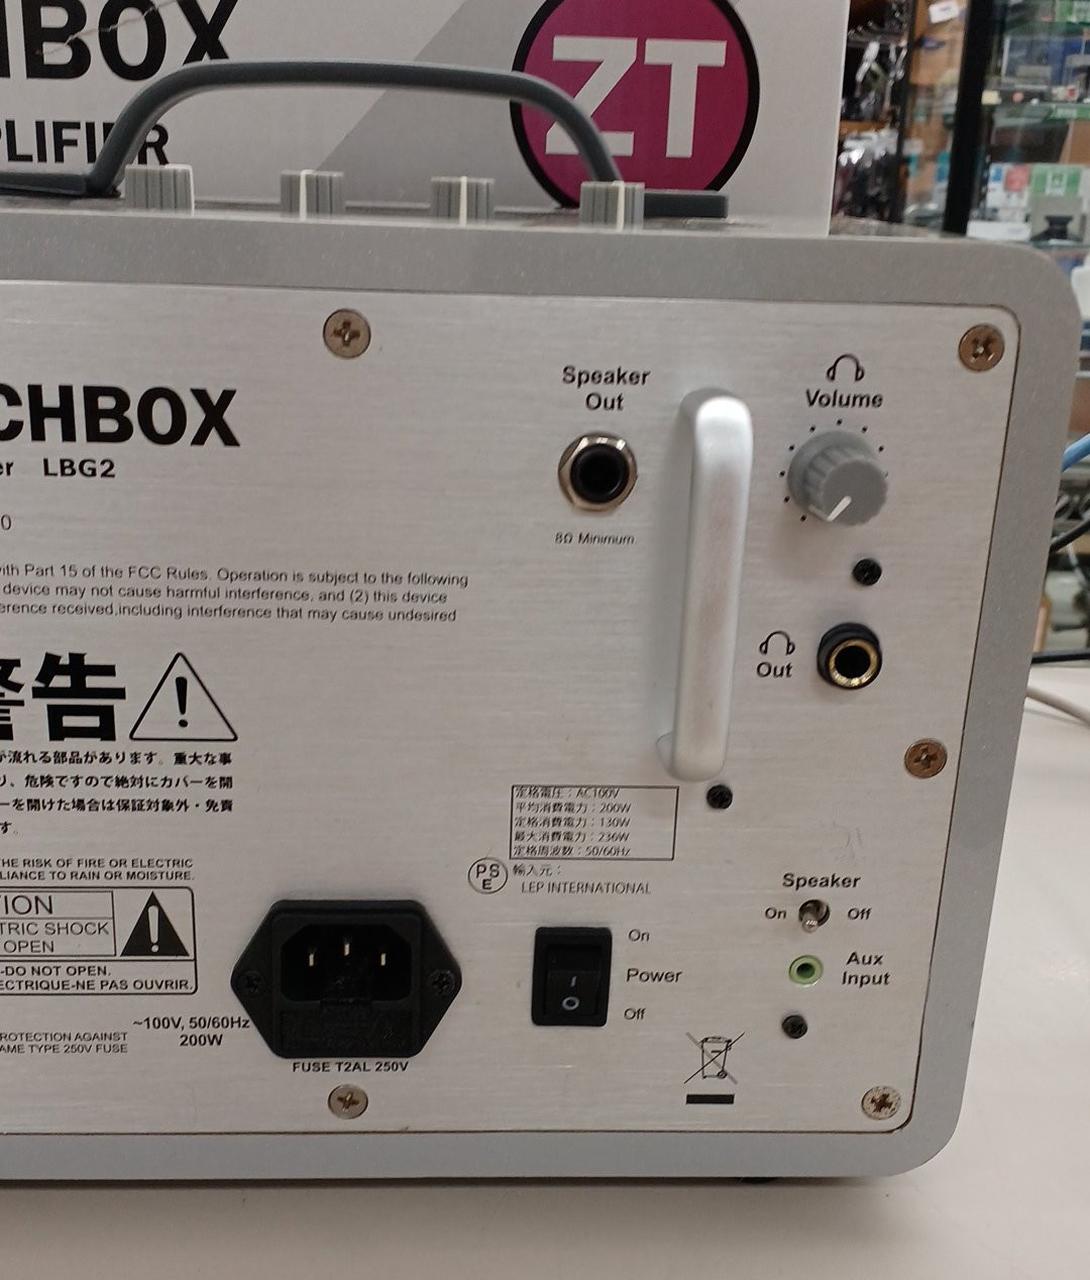 HBOX
PLIFIER
ZT
CHBOX
er LBG2
0
Speaker
Out
8Ω Minimum
Volume
Out
with Part 15 of the FCC Rules. Operation is subject to the following
device may not cause harmful interference, and (2) this device
erence received,including interference that may cause undesired
警告
が流れる部品があります。重大な事
り、危険ですので絶対にカバーを開
ーを開けた場合は保証対象外・免責
す。
定格電圧：AC100V
平均消費電力：200W
定格消費電力：130W
最大消費電力：236W
定格周波数：50/60Hz
PS
E
輸入元：
LEP INTERNATIONAL
HE RISK OF FIRE OR ELECTRIC
LIANCE TO RAIN OR MOISTURE.
ION
TRIC SHOCK
OPEN
-DO NOT OPEN.
ECTRIQUE-NE PAS OUVRIR.
~100V, 50/60Hz
200W
ROTECTION AGAINST
AME TYPE 250V FUSE
FUSE T2AL 250V
On
Power
Off
Speaker
On Off
Aux
Input